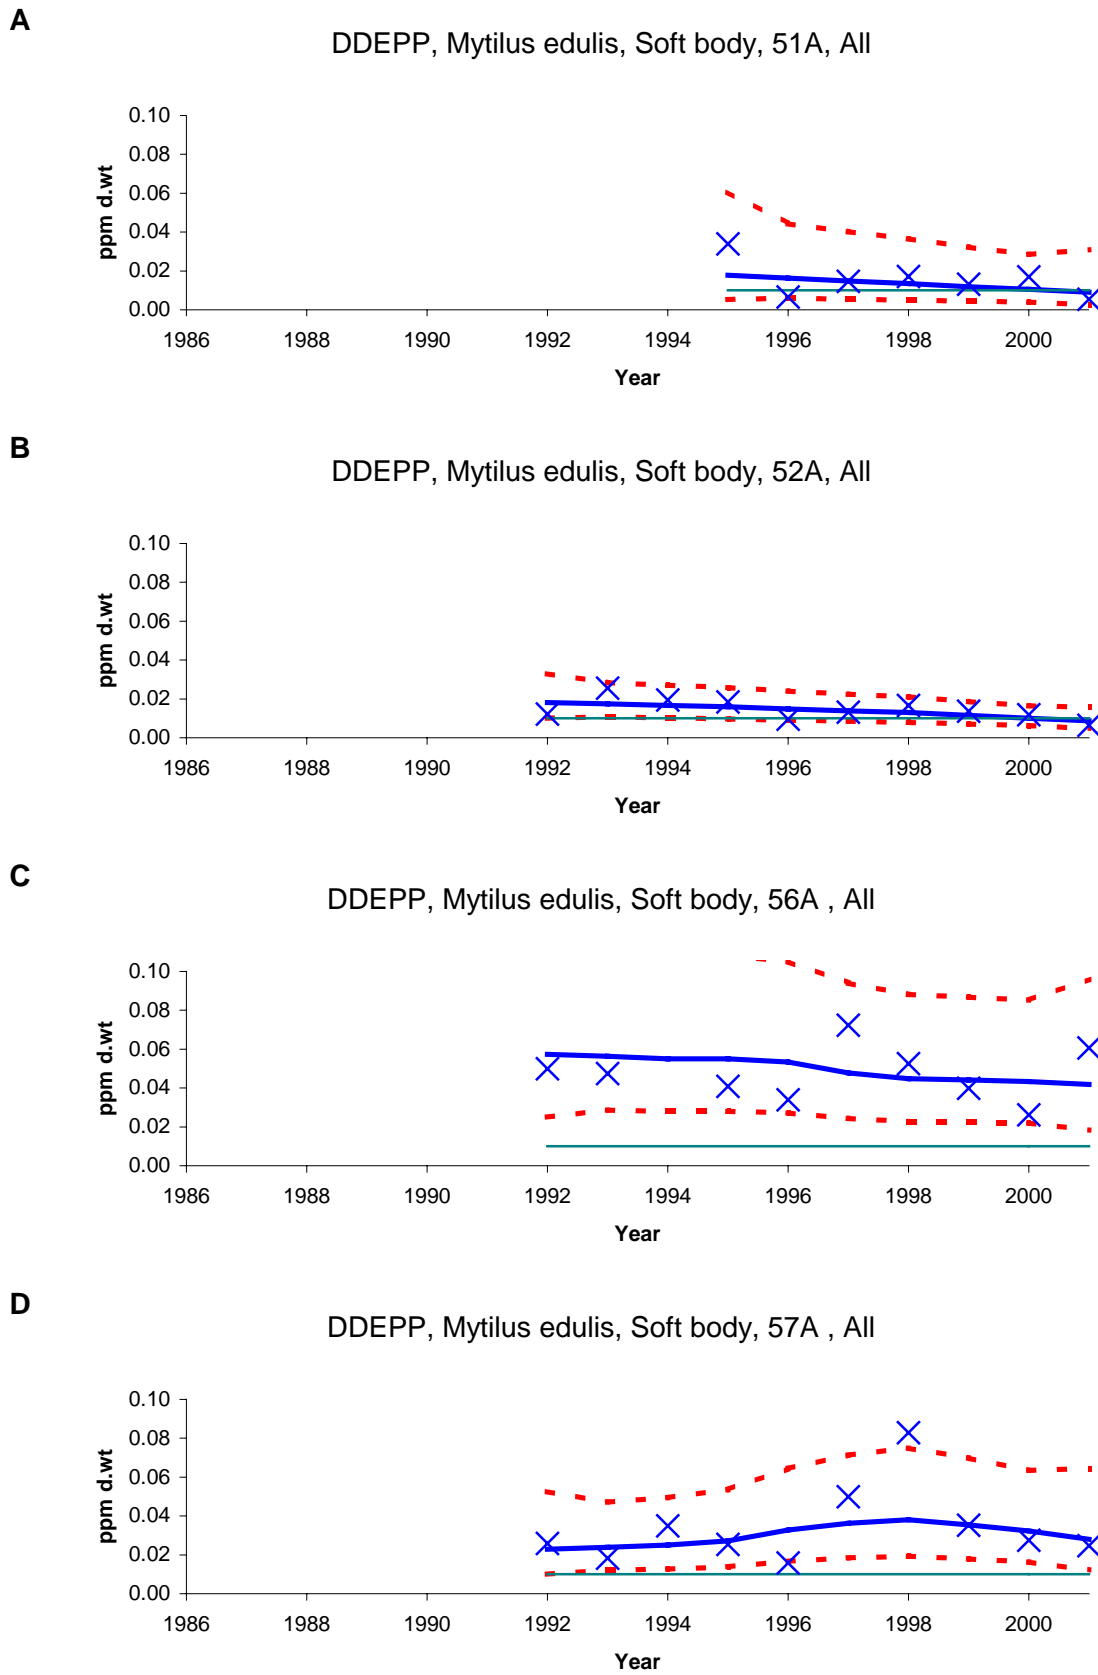 A
DDEPP, Mytilus edulis, Soft body, 51A, All
0.10
0.08
0.06
0.04
0.02
0.00
ppm d.wt
1986 1988 1990 1992 1994 1996 1998 2000
Year
B
DDEPP, Mytilus edulis, Soft body, 52A, All
0.10
0.08
0.06
0.04
0.02
0.00
ppm d.wt
1986 1988 1990 1992 1994 1996 1998 2000
Year
C
DDEPP, Mytilus edulis, Soft body, 56A , All
0.10
0.08
0.06
0.04
0.02
0.00
ppm d.wt
1986 1988 1990 1992 1994 1996 1998 2000
Year
D
DDEPP, Mytilus edulis, Soft body, 57A , All
0.10
0.08
0.06
0.04
0.02
0.00
ppm d.wt
1986 1988 1990 1992 1994 1996 1998 2000
Year